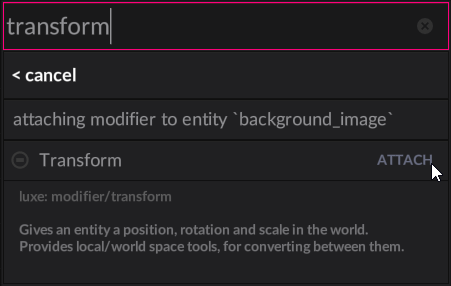 transform
< cancel
attaching modifier to entity `background_image`
Transform ATTACH
luxe: modifier/transform
Gives an entity a position, rotation and scale in the world.
Provides local/world space tools, for converting between them.